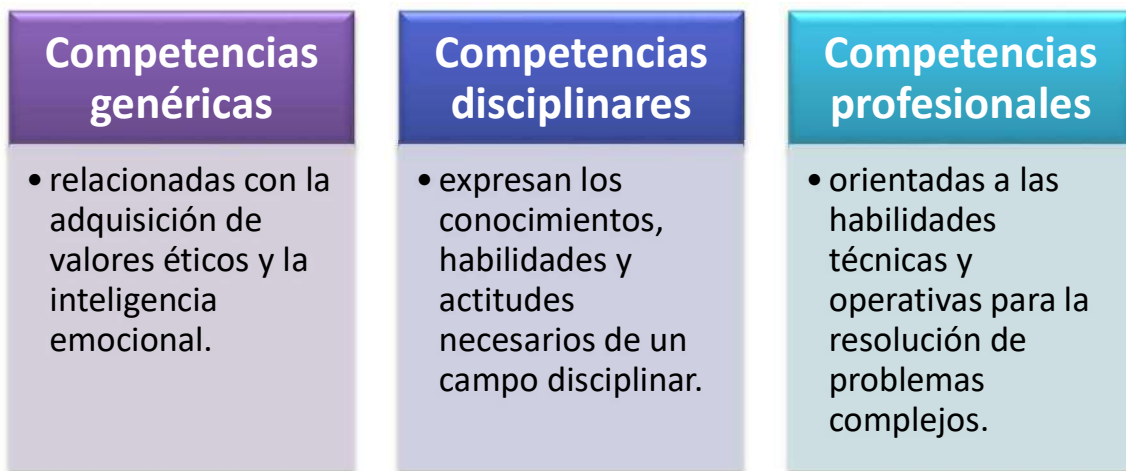 Competencias
genéricas
• relacionadas con la
adquisición de
valores éticos y la
inteligencia
emocional.
Competencias
disciplinares
• expresan los
conocimientos,
habilidades y
actitudes
necesarios de un
campo disciplinar.
Competencias
profesionales
• orientadas a las
habilidades
técnicas y
operativas para la
resolución de
problemas
complejos.